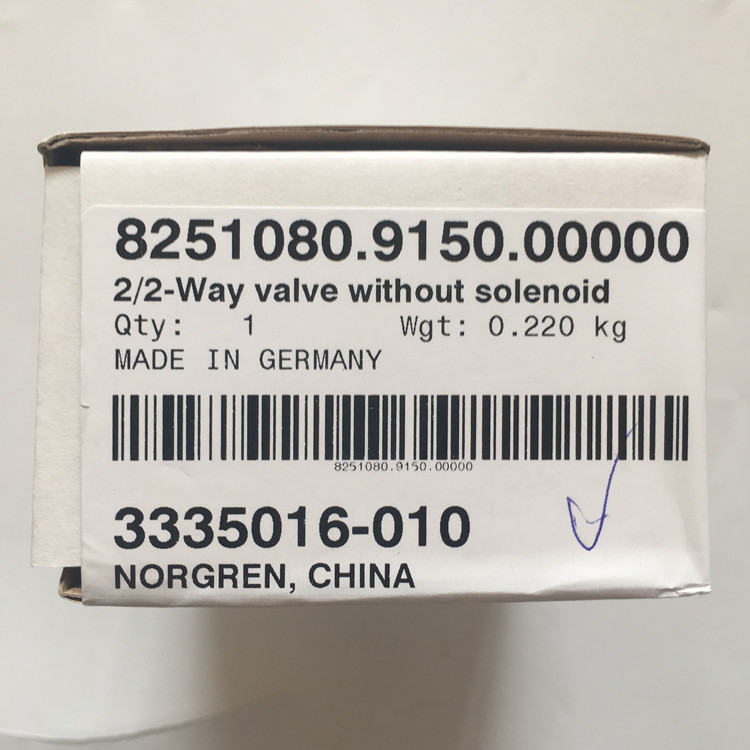 8251080.9150.00000
2/2-Way valve without solenoid
Qty: 1 Wgt: 0.220 kg
MADE IN GERMANY
8251080.9150.00000
3335016-010
NORGREN, CHINA